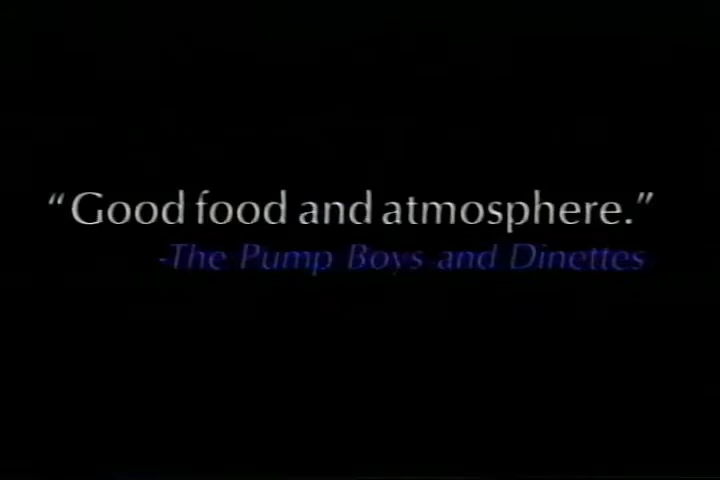 “Good food and atmosphere.”
-The Pump Boys and Dinettes